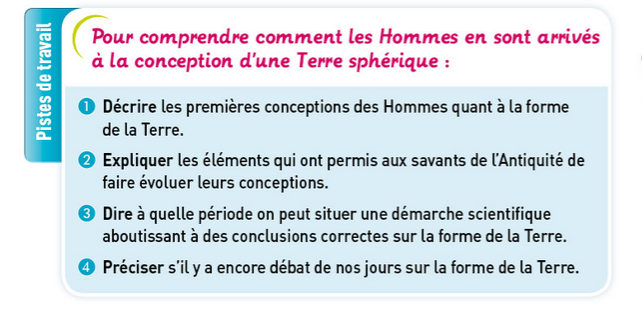 Pistes de travail
Pour comprendre comment les Hommes en sont arrivés
à la conception d'une Terre sphérique :
1 Décrire les premières conceptions des Hommes quant à la forme
de la Terre.
2 Expliquer les éléments qui ont permis aux savants de l'Antiquité de
faire évoluer leurs conceptions.
3 Dire à quelle période on peut situer une démarche scientifique
aboutissant à des conclusions correctes sur la forme de la Terre.
4 Préciser s'il y a encore débat de nos jours sur la forme de la Terre.